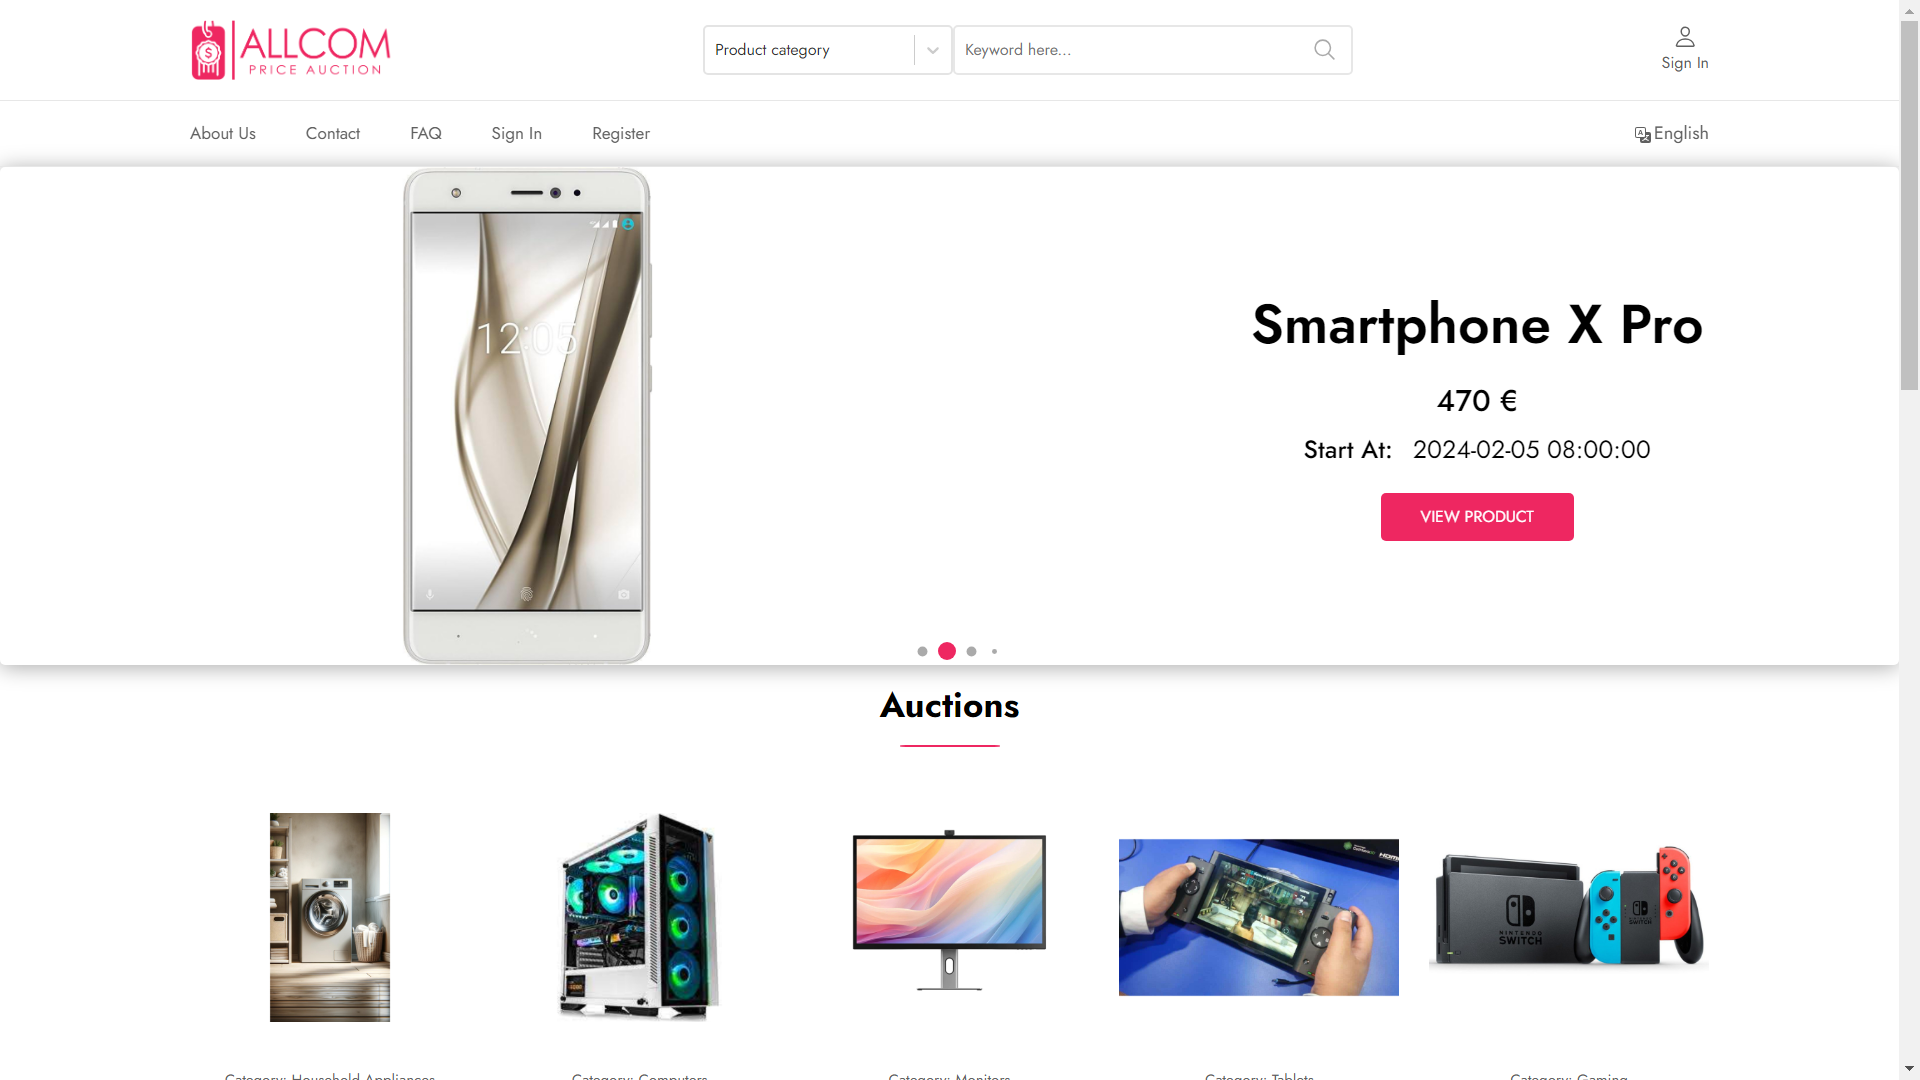 ALLCOM
PRICE AUCTION
Product category
Keyword here...
Sign In
About Us
Contact
FAQ
Sign In
Register
English
12:05
Smartphone X Pro
470 €
Start At: 2024-02-05 08:00:00
VIEW PRODUCT
Auctions
NINTENDO
SWITCH
NINTENDO
SWITCH
Category: Household Appliances
Category: Computers
Category: Monitors
Category: Tablets
Category: Gaming